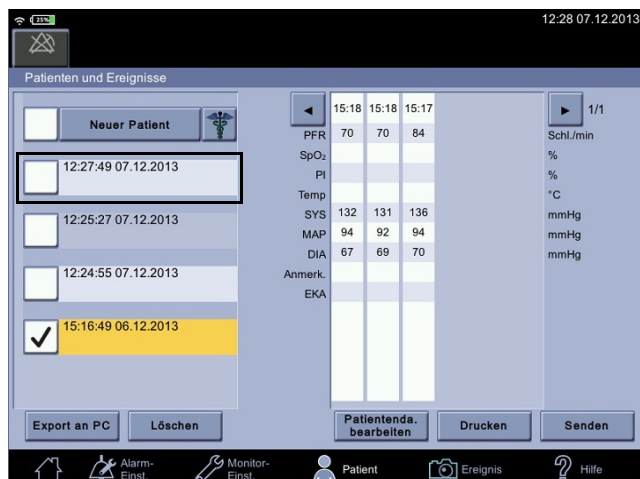 25%
12:28 07.12.2013
Patienten und Ereignisse
Neuer Patient
12:27:49 07.12.2013
12:25:27 07.12.2013
12:24:55 07.12.2013
15:16:49 06.12.2013
15:18 15:18 15:17 1/1
PFR 70 70 84 Schl./min
SpO₂ %
PI %
Temp °C
SYS 132 131 136 mmHg
MAP 94 92 94 mmHg
DIA 67 69 70 mmHg
Anmerk.
EKA
Export an PC
Löschen
Patientenda.
bearbeiten
Drucken
Senden
Alarm-
Einst.
Monitor-
Einst.
Patient
Ereignis
Hilfe